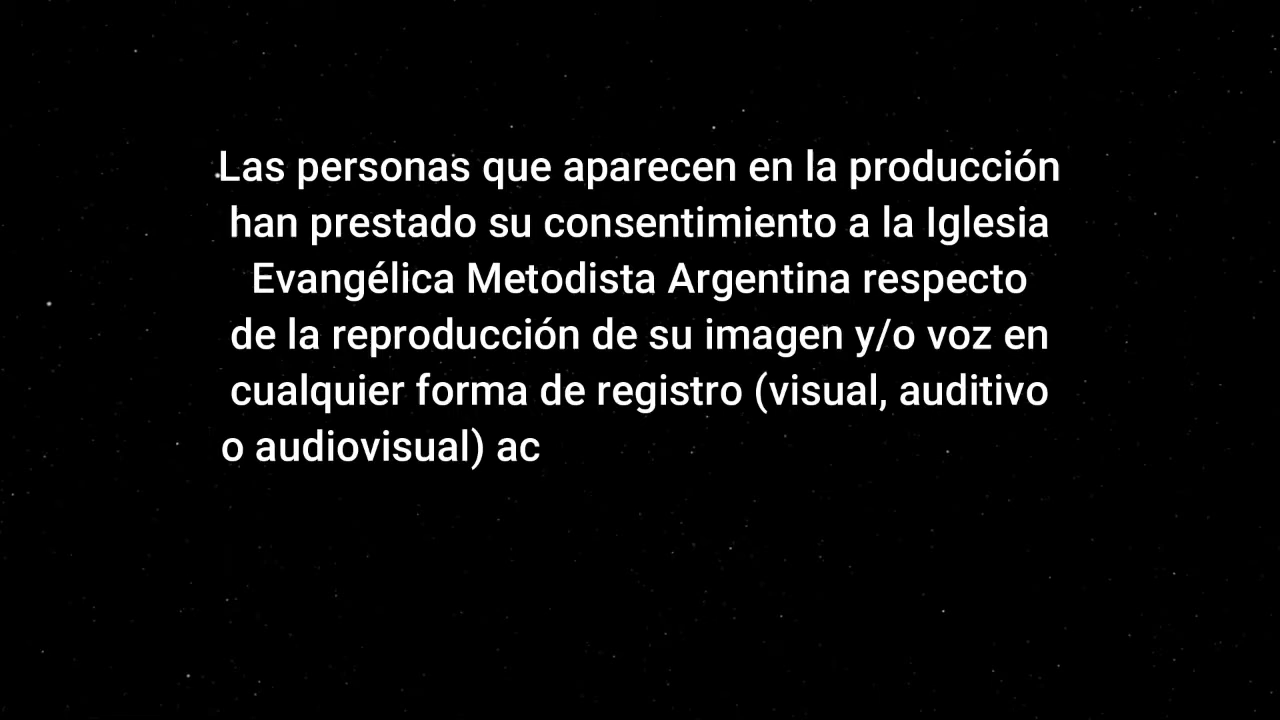 Las personas que aparecen en la producción
han prestado su consentimiento a la Iglesia
Evangélica Metodista Argentina respecto
de la reproducción de su imagen y/o voz en
cualquier forma de registro (visual, auditivo
o audiovisual) ac